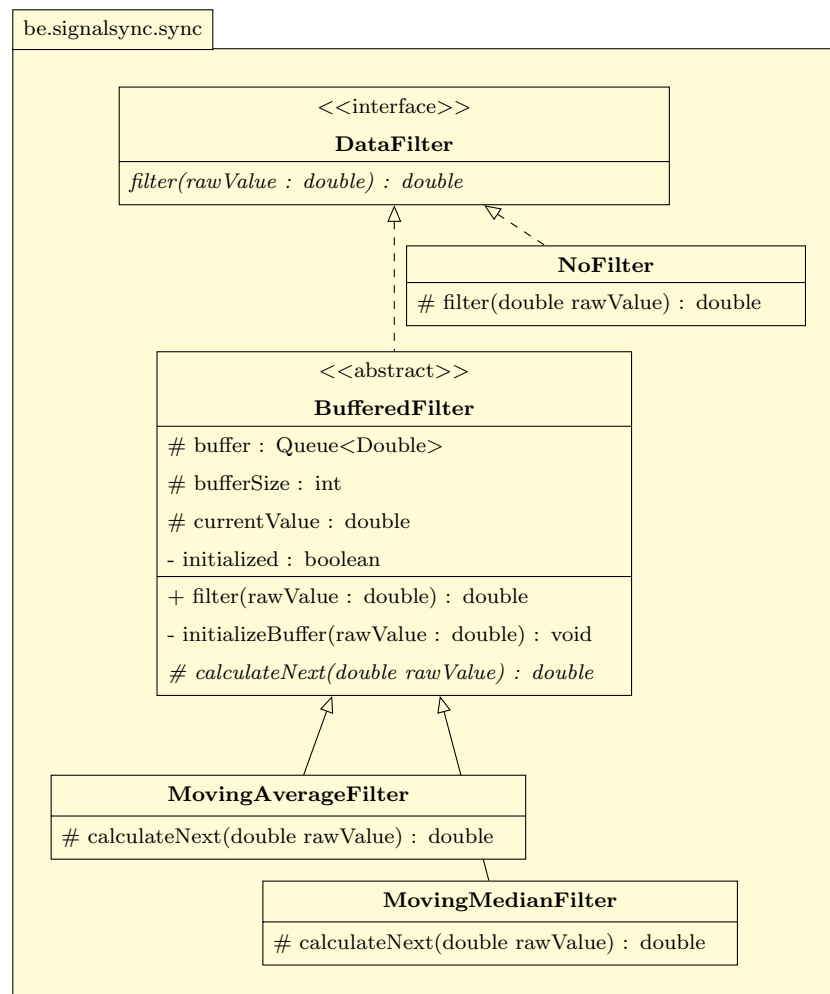 be.signalsync.sync
<<interface>>
DataFilter
filter(rawValue : double) : double
NoFilter
# filter(double rawValue) : double
<<abstract>>
BufferedFilter
# buffer : Queue<Double>
# bufferSize : int
# currentValue : double
- initialized : boolean
+ filter(rawValue : double) : double
- initializeBuffer(rawValue : double) : void
# calculateNext(double rawValue) : double
MovingAverageFilter
# calculateNext(double rawValue) : double
MovingMedianFilter
# calculateNext(double rawValue) : double